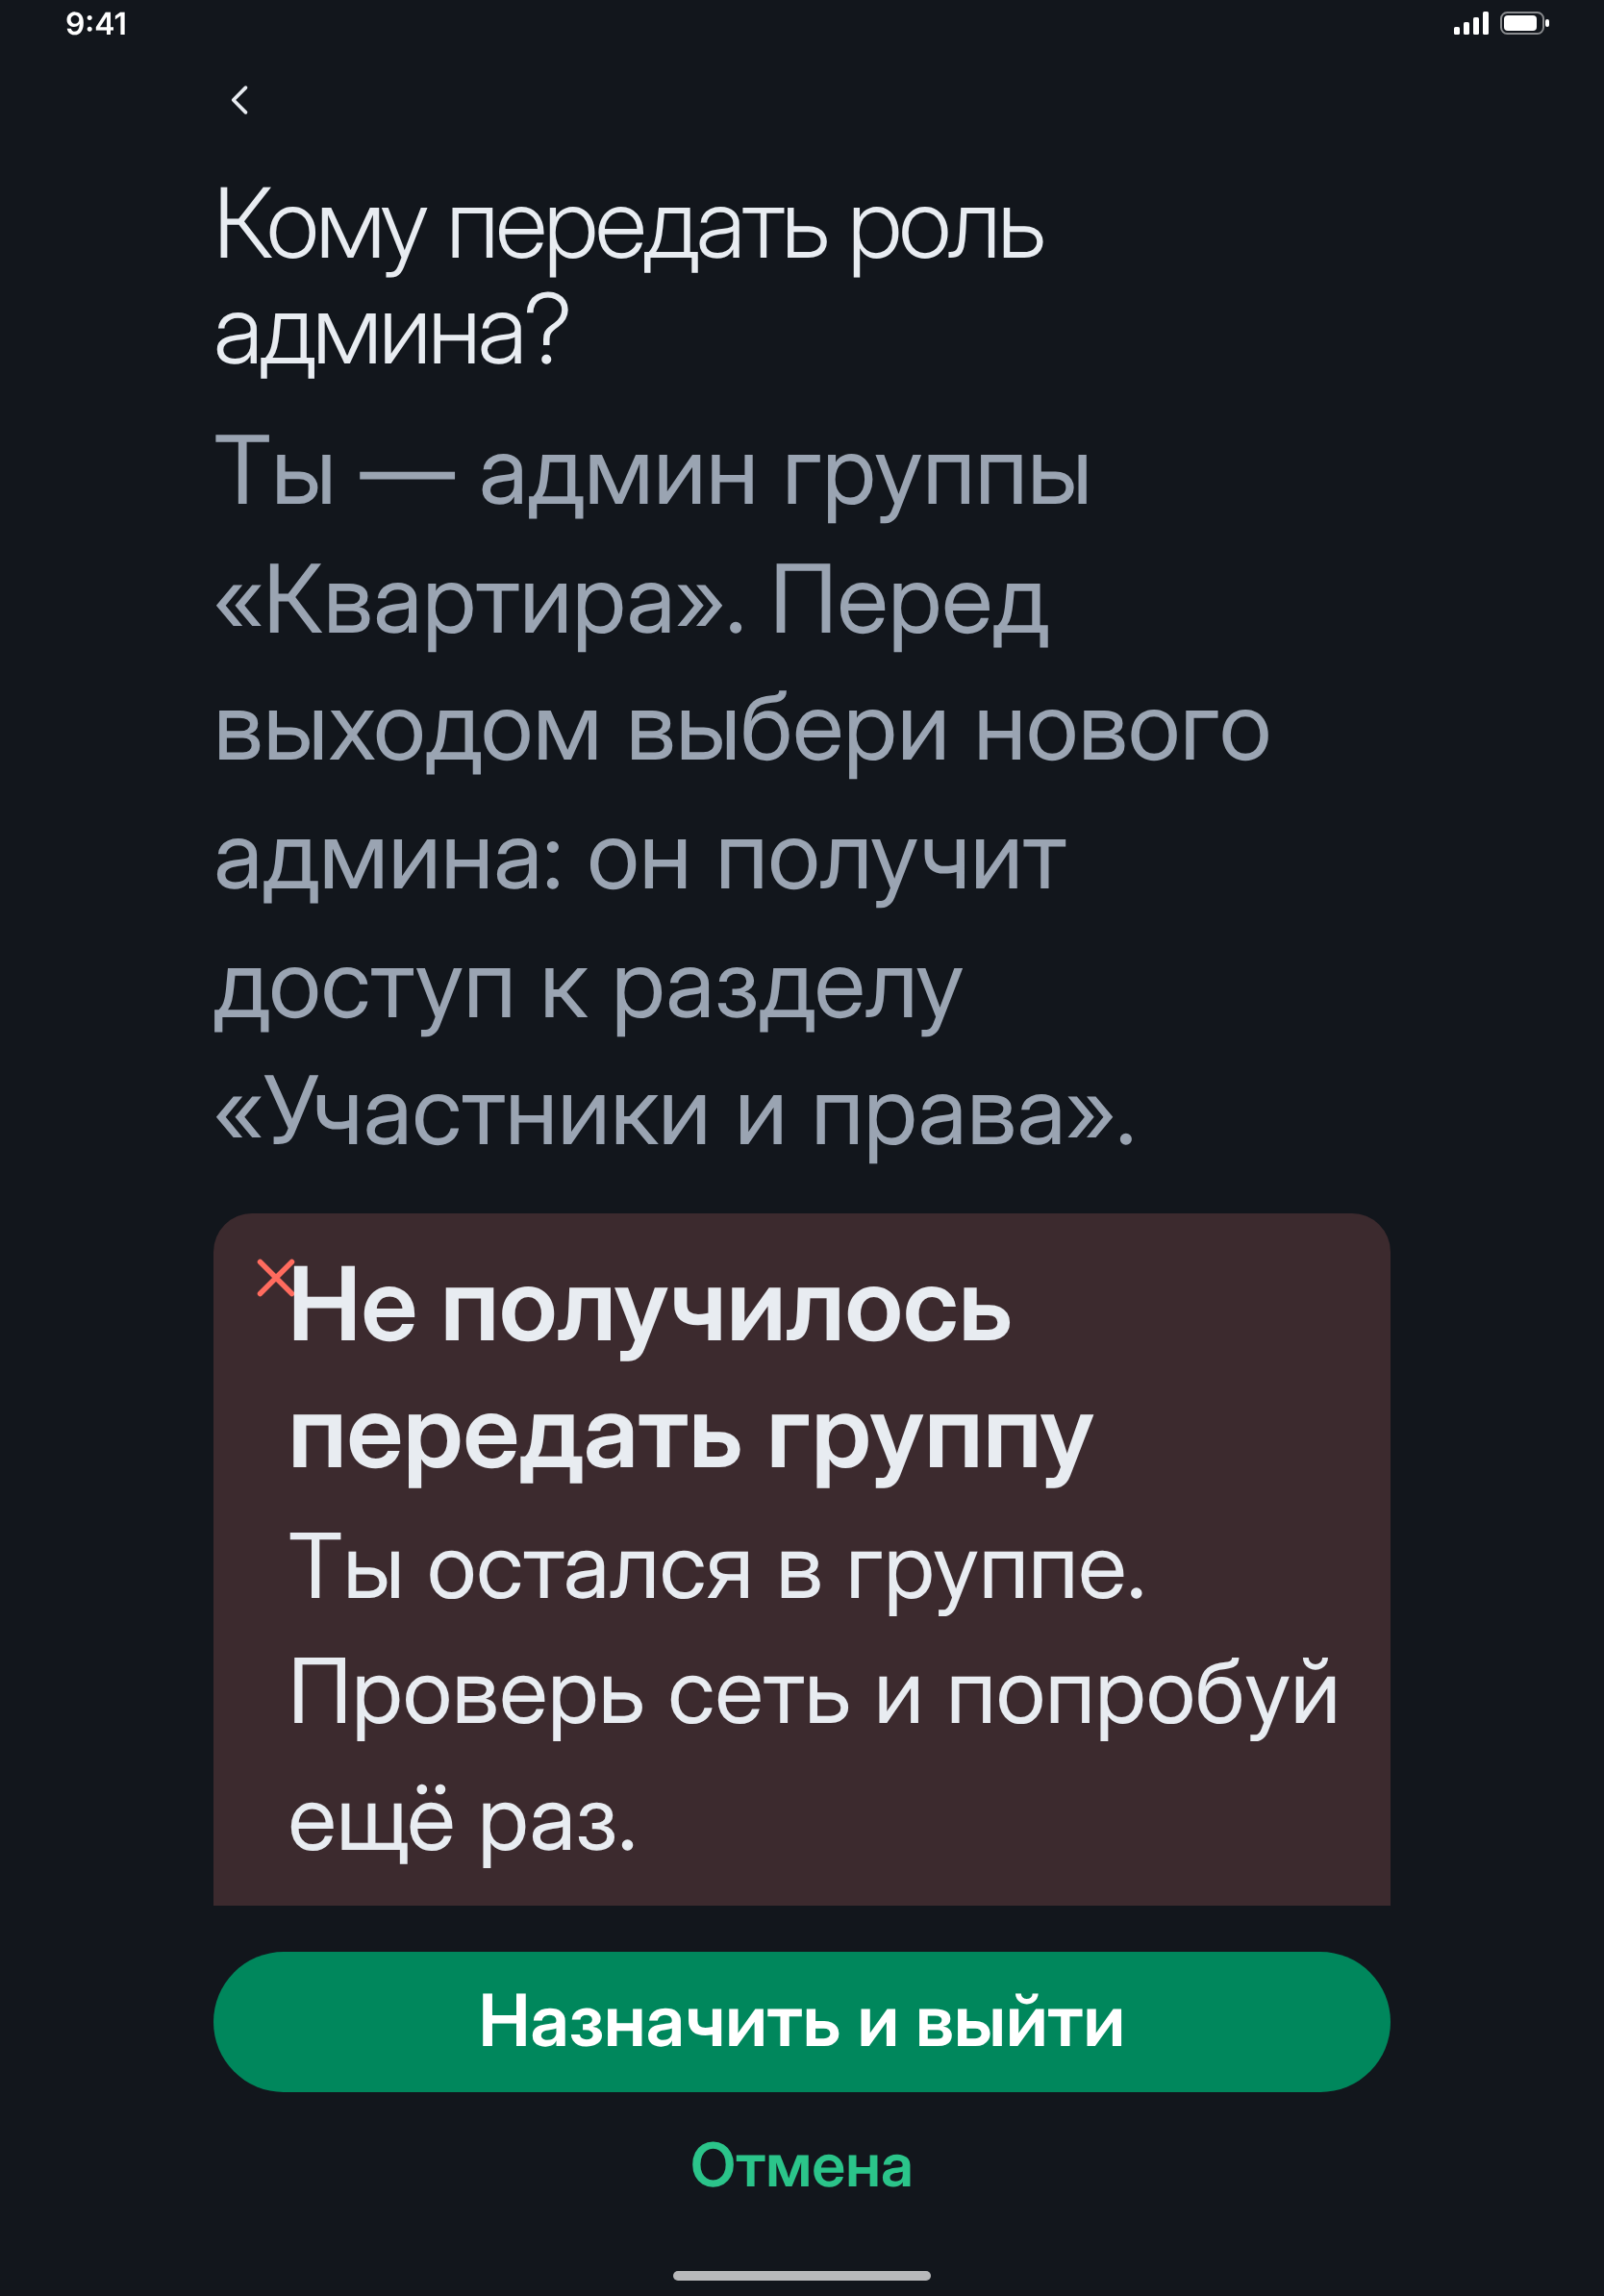 9:41
Кому передать роль
админа?
Ты — админ группы
«Квартира». Перед
выходом выбери нового
админа: он получит
доступ к разделу
«Участники и права».
Не получилось
передать группу
Ты остался в группе.
Проверь сеть и попробуй
ещё раз.
Назначить и выйти
Отмена